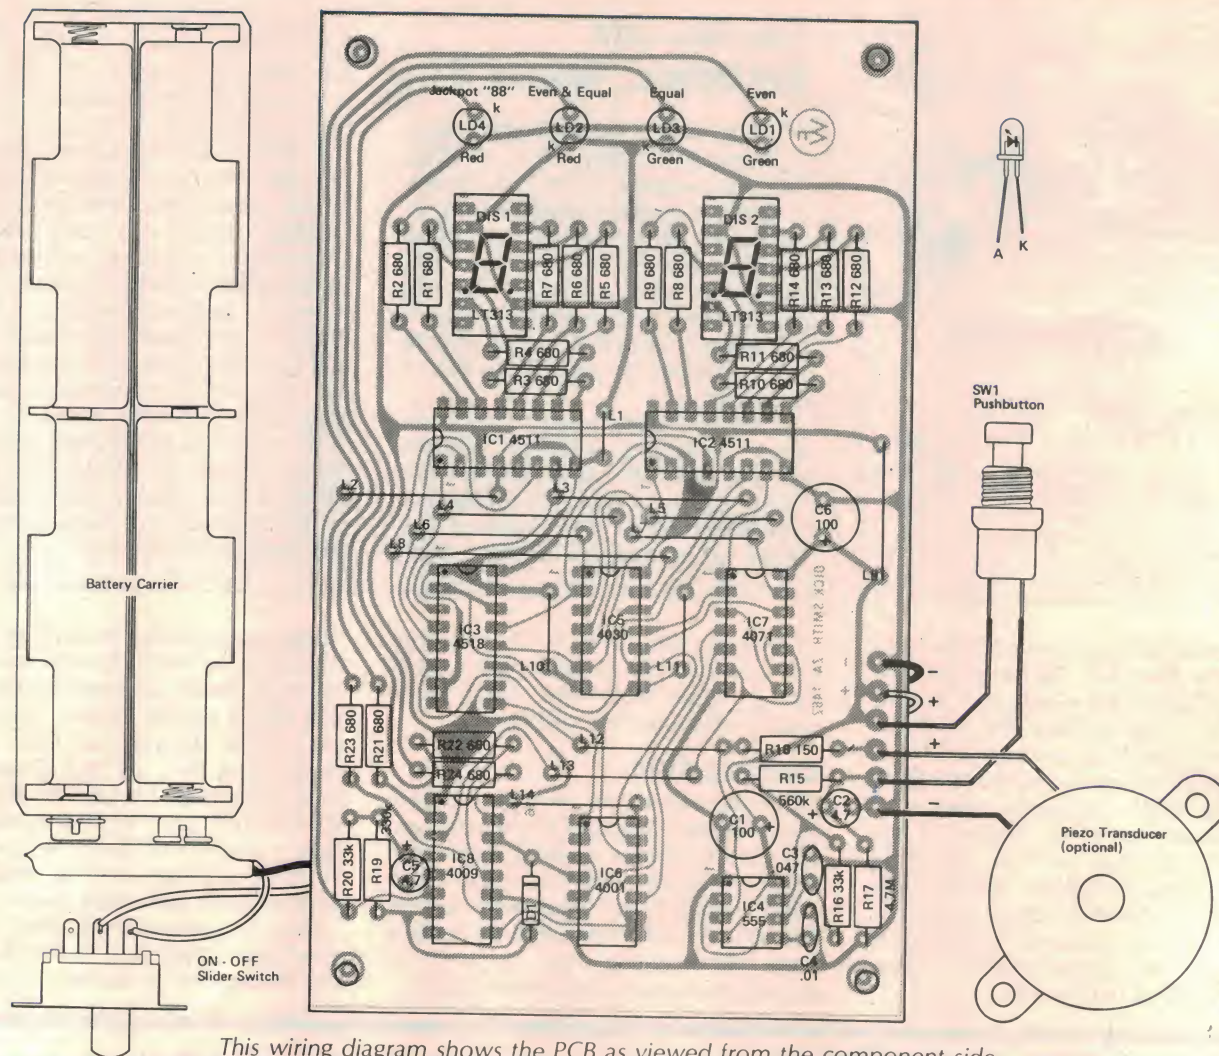 Jackpot "88" Even & Equal Equal Even
k k
LD4 LD2 LD3 LD1
k k
Red Red Green Green
A K
DIS 1 DIS 2
R2 680
R1 680
R7 680
R6 680
R5 680
R9 680
R8 680
R14 680
R13 680
R12 680
LT313 LT313
R4 680 R11 680
R3 680 R10 680
SW1
Pushbutton
L1
IC1 4511 IC2 4511
L2 L3
L4 L5
C6
100
+
L6
L8
Battery Carrier
DICK SMITH ZA 1462
IC3
4518
IC5
4030
IC7
4071
L10 L11
-
+
+
-
R23 680
R21 680
R22 680 L12 R18 150
R24 680 L13 R15
560k
L14
C1
100
+
C2
4.7
+
Piezo Transducer
(optional)
R20 33k
R19
330k
+
C5
4.7
IC8
4009
D1
IC6
4001
IC4
555
C3
.047
R16 33k
R17
4.7M
C4
.01
ON - OFF
Slider Switch
This wiring diagram shows the PCB as viewed from the component side